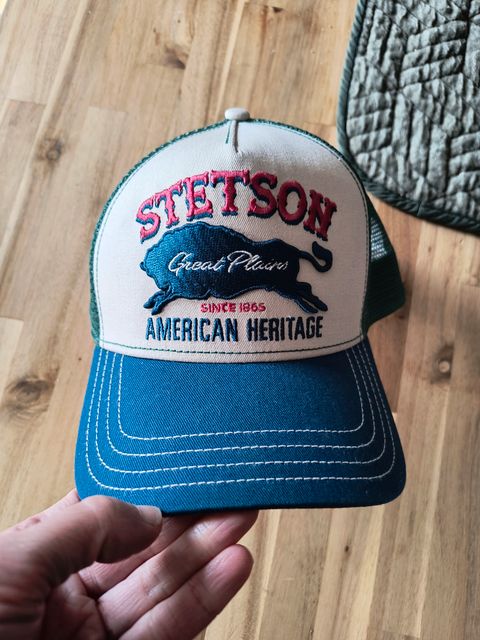 STETSON
Great Plains
SINCE 1865
AMERICAN HERITAGE